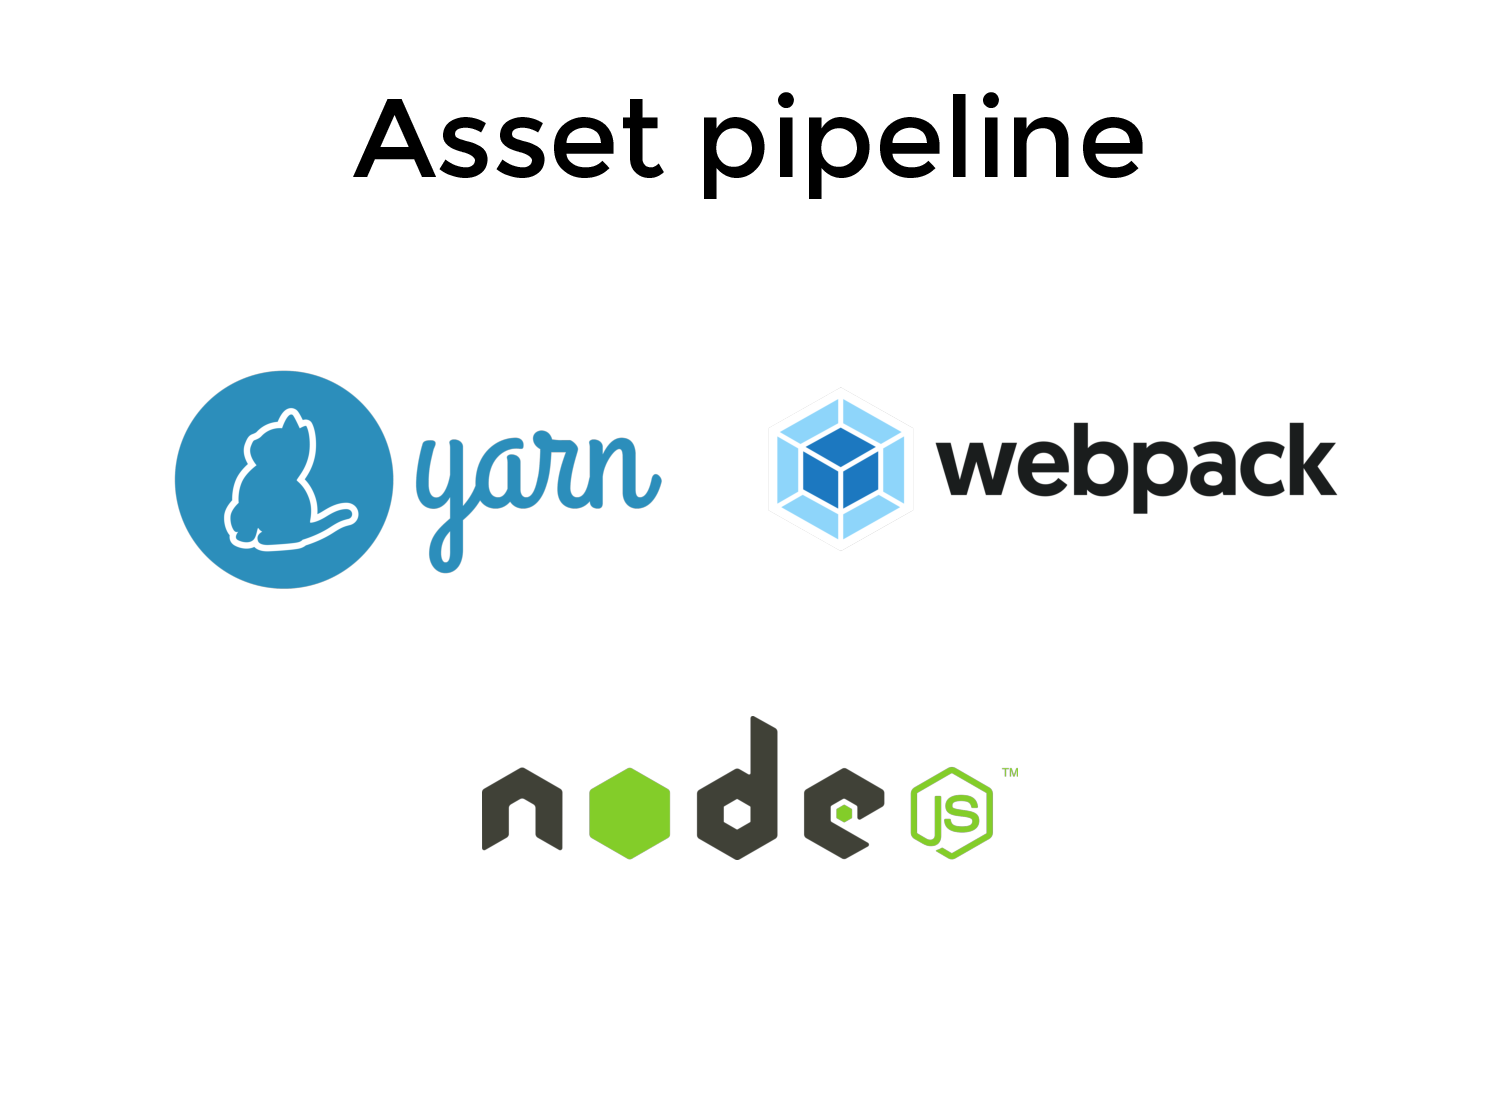 Asset pipeline
yarn
webpack
node JS ™